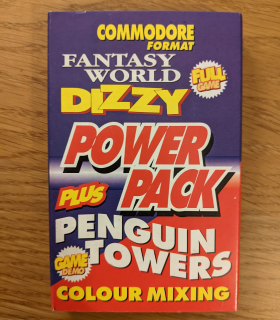 COMMODORE
FORMAT
FANTASY
WORLD
DIZZY
FULL
GAME
POWER
PACK
PLUS
PENGUIN
TOWERS
GAME
DEMO
COLOUR MIXING